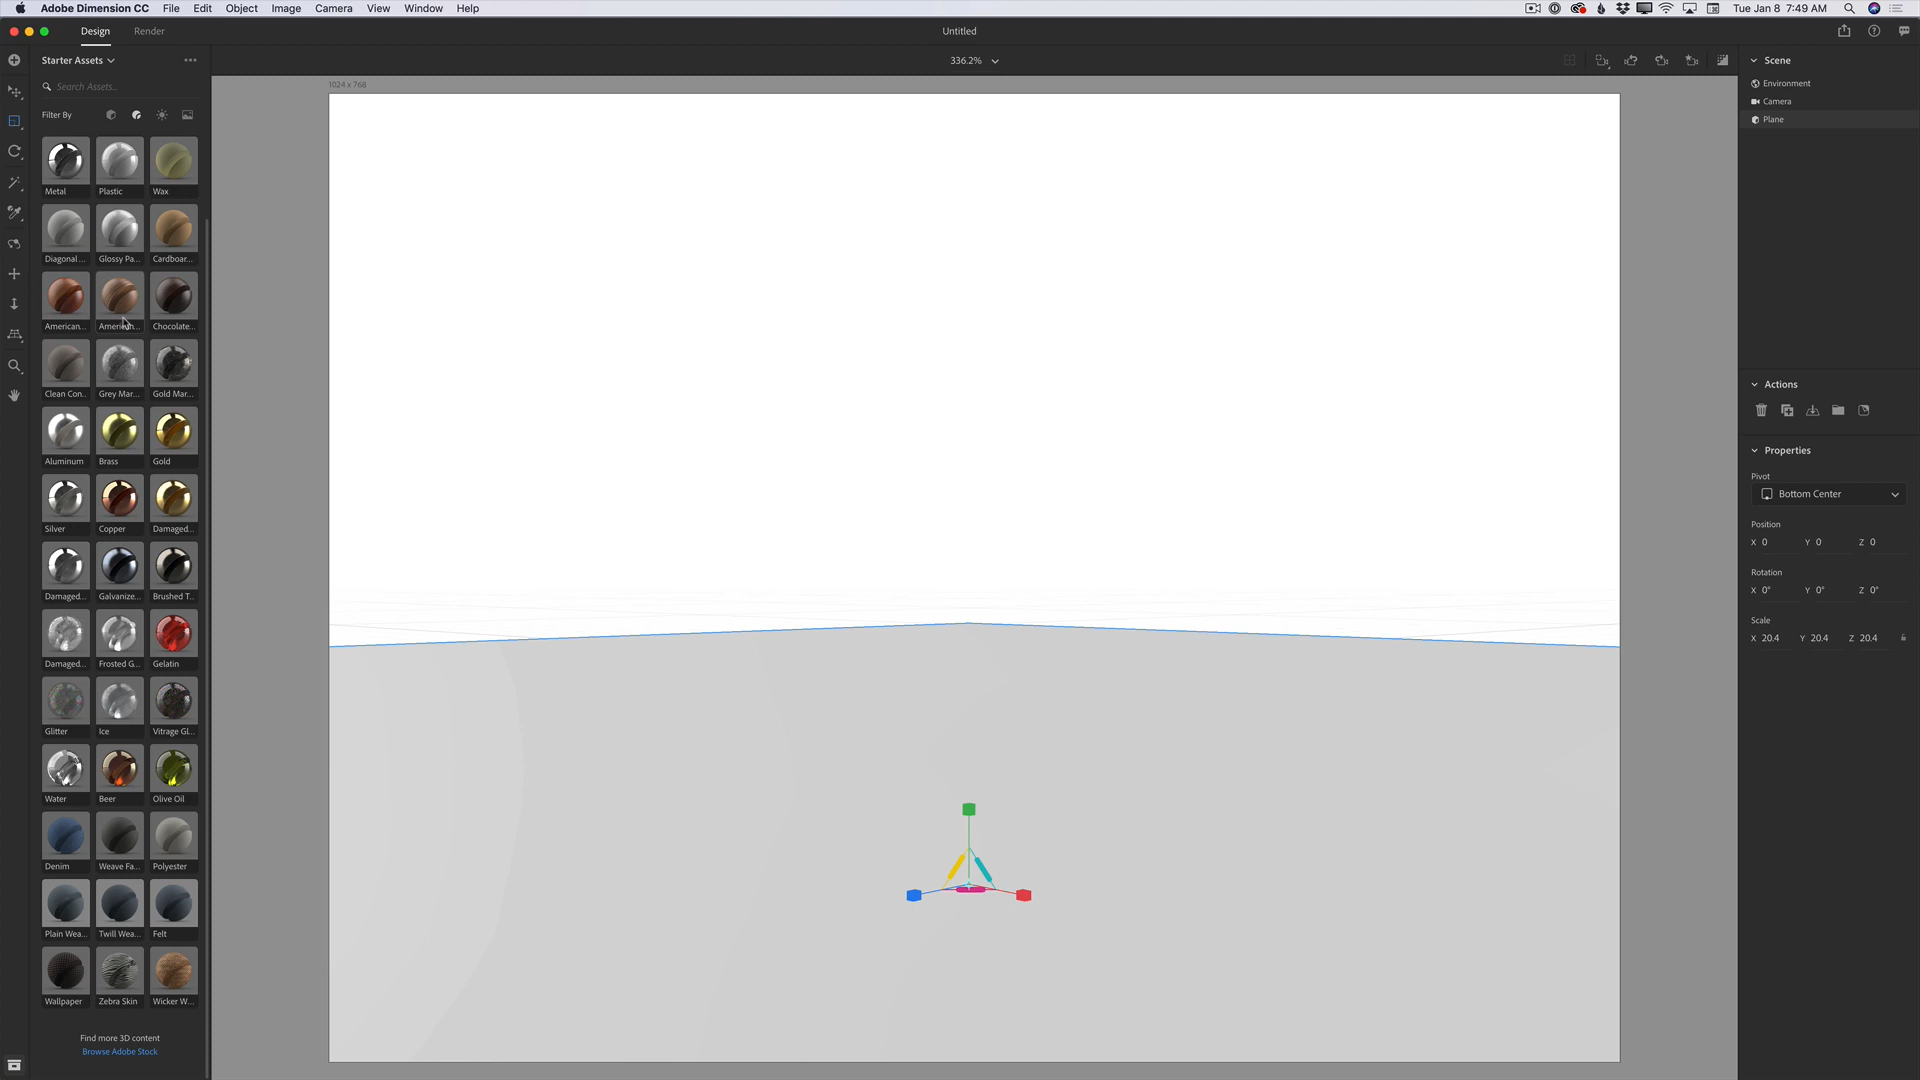 Adobe Dimension CC File Edit Object Image Camera View Window Help Tue Jan 8 7:49 AM
Design Render Untitled
Starter Assets 336.2% Scene
Search Assets...
Environment
1024 x 768
Camera
Filter By
Plane
Metal Plastic Wax
Diagonal ... Glossy Pa... Cardboar...
American... American... Chocolate...
Actions
Clean Con... Grey Mar... Gold Mar...
Properties
Aluminum Brass Gold
Pivot
Bottom Center
Silver Copper Damaged...
Position
X 0 Y 0 Z 0
Rotation
X 0° Y 0° Z 0°
Damaged... Galvanize... Brushed T...
Scale
X 20.4 Y 20.4 Z 20.4
Damaged... Frosted G... Gelatin
Glitter Ice Vitrage Gl...
Water Beer Olive Oil
Denim Weave Fa... Polyester
Plain Wea... Twill Wea... Felt
Wallpaper Zebra Skin Wicker W...
Find more 3D content
Browse Adobe Stock